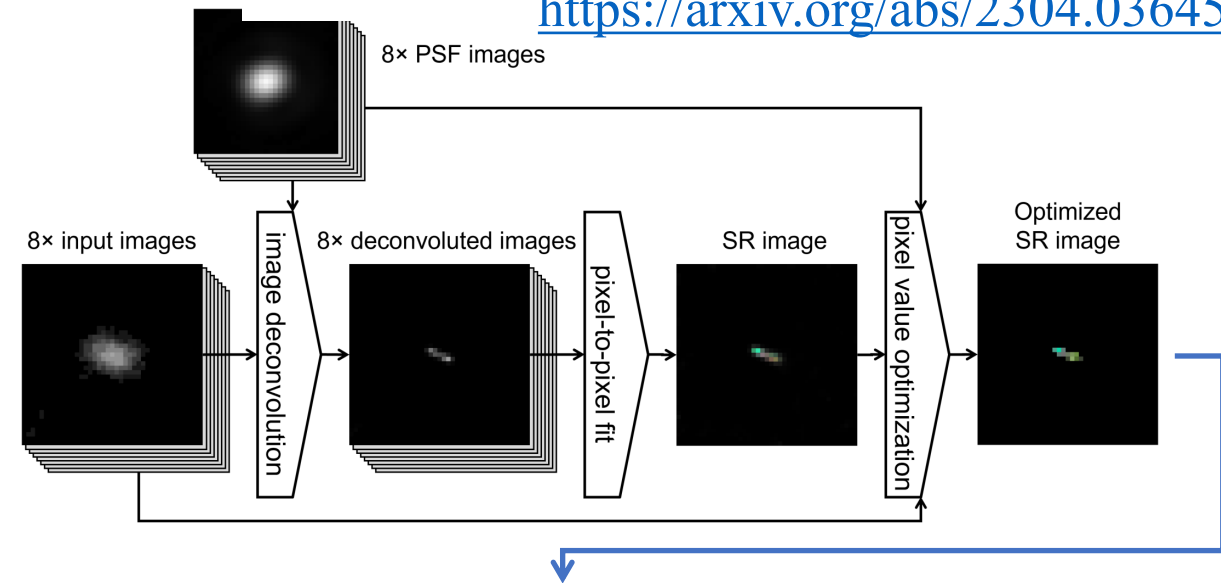 https://arxiv.org/abs/2304.03645
8× PSF images
8× input images
image deconvolution
8× deconvoluted images
pixel-to-pixel fit
SR image
pixel value optimization
Optimized
SR image